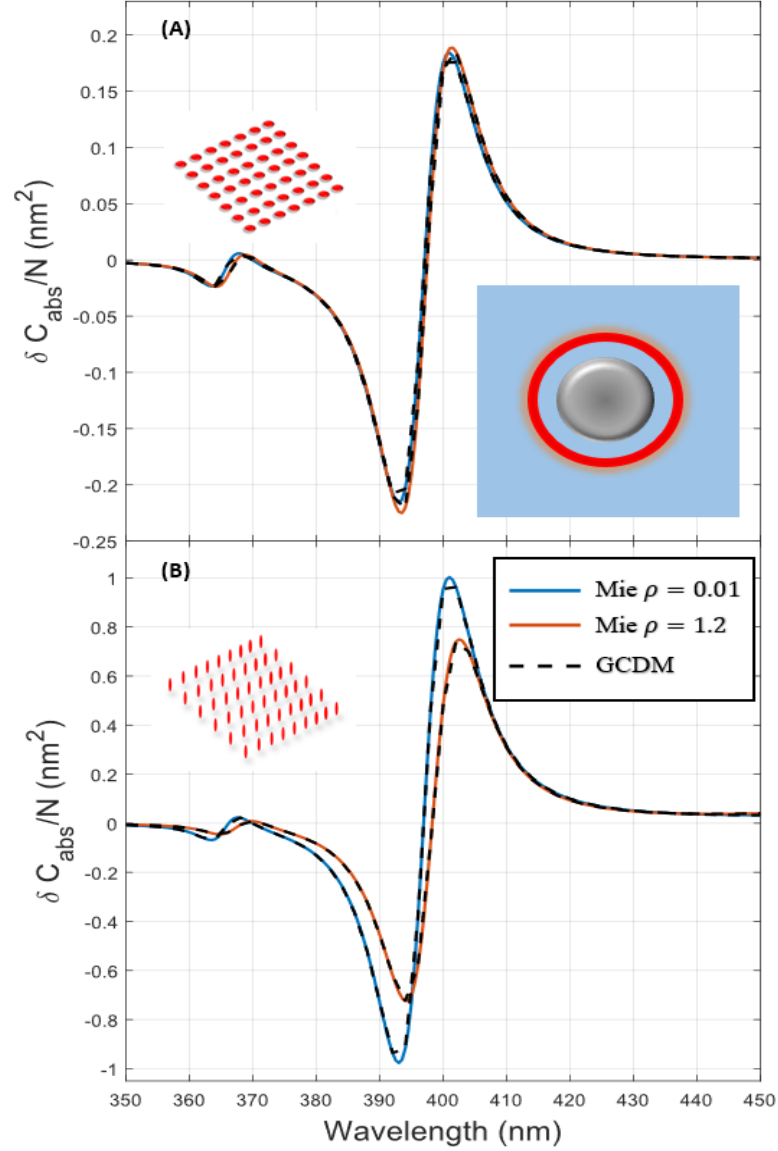 (A)
0.2
0.15
0.1
0.05
0
-0.05
-0.1
-0.15
-0.2
-0.25
δ C_abs/N (nm²)
(B)
Mie ρ = 0.01
Mie ρ = 1.2
GCDM
1
0.8
0.6
0.4
0.2
0
-0.2
-0.4
-0.6
-0.8
-1
δ C_abs/N (nm²)
350 360 370 380 390 400 410 420 430 440 450
Wavelength (nm)